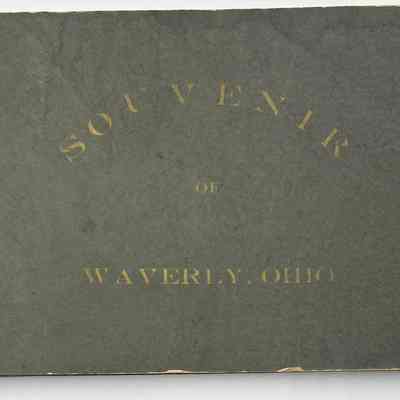 SOUVENIR
OF
WAVERLY, OHIO